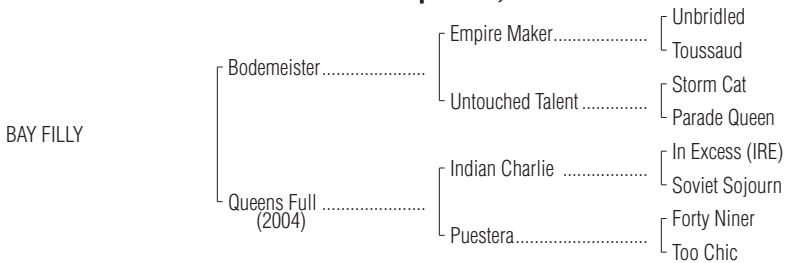 Unbridled
Empire Maker......................
Toussaud
Bodemeister.......................
Storm Cat
Untouched Talent ...............
Parade Queen
BAY FILLY
In Excess (IRE)
Indian Charlie ...................
Soviet Sojourn
Queens Full .......................
(2004)
Forty Niner
Puestera.............................
Too Chic